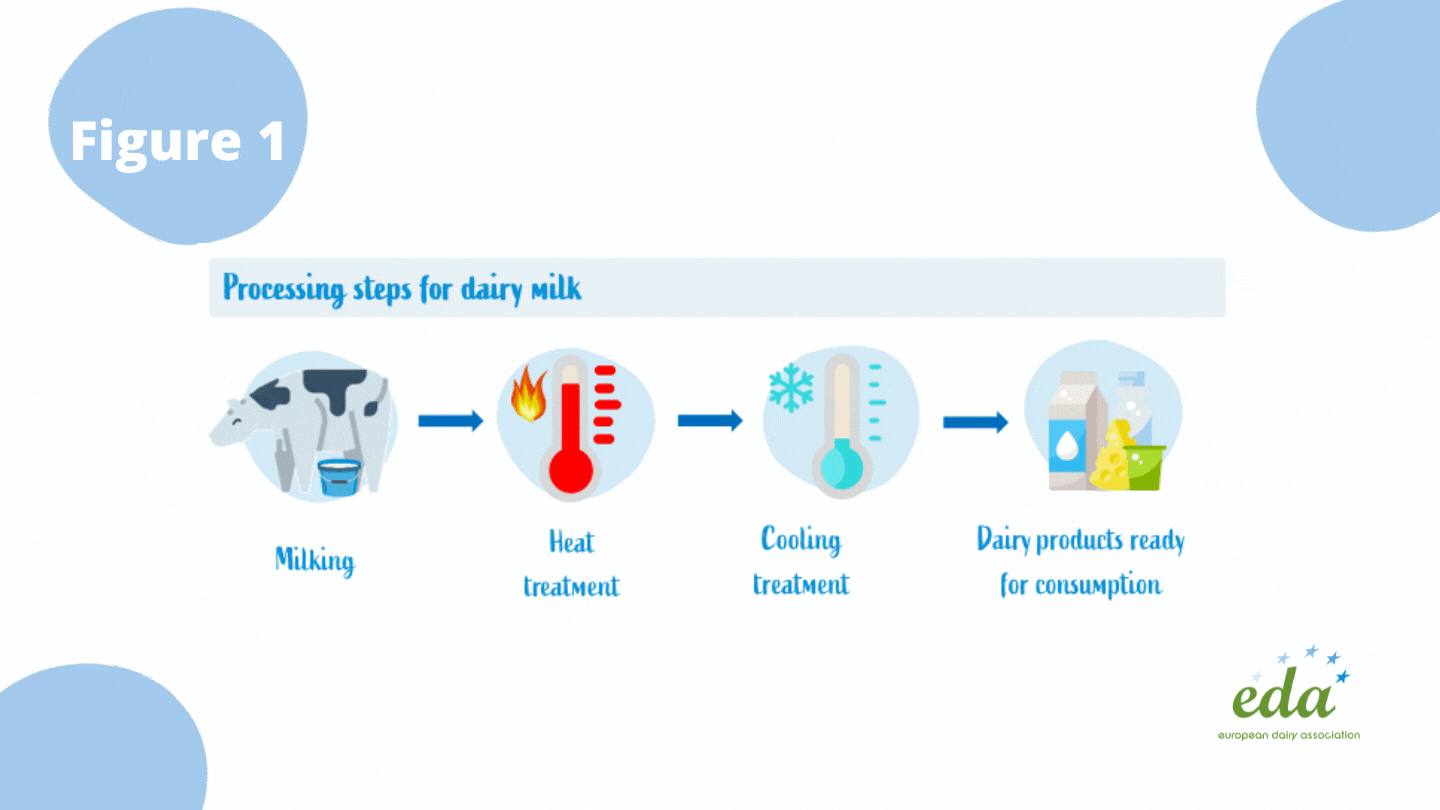 Figure 1
Processing steps for dairy milk
Milking
Heat
treatment
Cooling
treatment
Dairy products ready
for consumption
eda
european dairy association